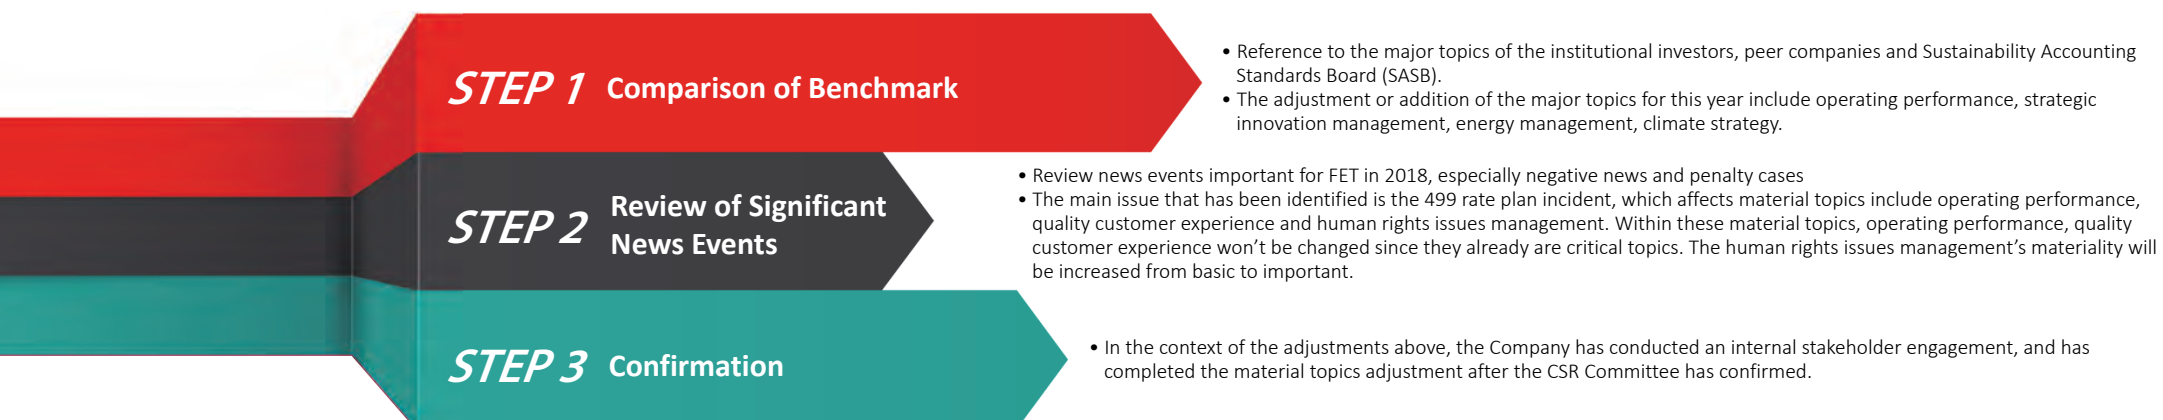 STEP 1 Comparison of Benchmark
• Reference to the major topics of the institutional investors, peer companies and Sustainability Accounting
Standards Board (SASB).
• The adjustment or addition of the major topics for this year include operating performance, strategic
innovation management, energy management, climate strategy.
STEP 2 Review of Significant
News Events
• Review news events important for FET in 2018, especially negative news and penalty cases
• The main issue that has been identified is the 499 rate plan incident, which affects material topics include operating performance,
quality customer experience and human rights issues management. Within these material topics, operating performance, quality
customer experience won’t be changed since they already are critical topics. The human rights issues management’s materiality will
be increased from basic to important.
STEP 3 Confirmation
• In the context of the adjustments above, the Company has conducted an internal stakeholder engagement, and has
completed the material topics adjustment after the CSR Committee has confirmed.